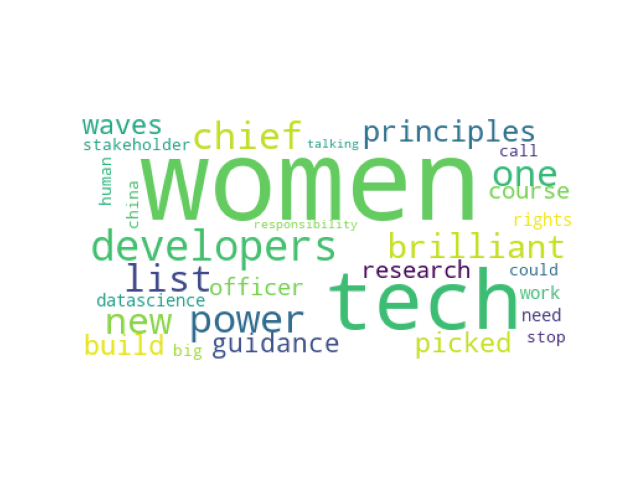 waves chief principles
stakeholder talking call
women one
human china course
responsibility rights
developers brilliant
list research could
officer tech work
datascience
new power need
build big guidance picked stop